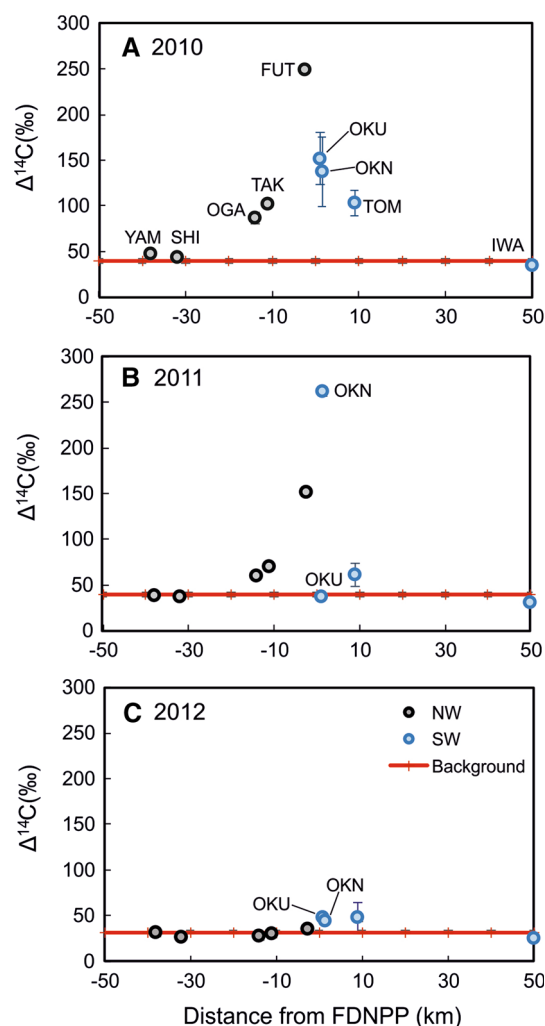 A 2010
Δ¹⁴C(‰)
300
250
200
150
100
50
0
FUT
OKU
OKN
TAK
OGA
TOM
YAM SHI
IWA
-50 -30 -10 10 30 50
B 2011
Δ¹⁴C(‰)
300
250
200
150
100
50
0
OKN
OKU
-50 -30 -10 10 30 50
C 2012
Δ¹⁴C(‰)
300
250
200
150
100
50
0
NW
SW
Background
OKU OKN
-50 -30 -10 10 30 50
Distance from FDNPP (km)